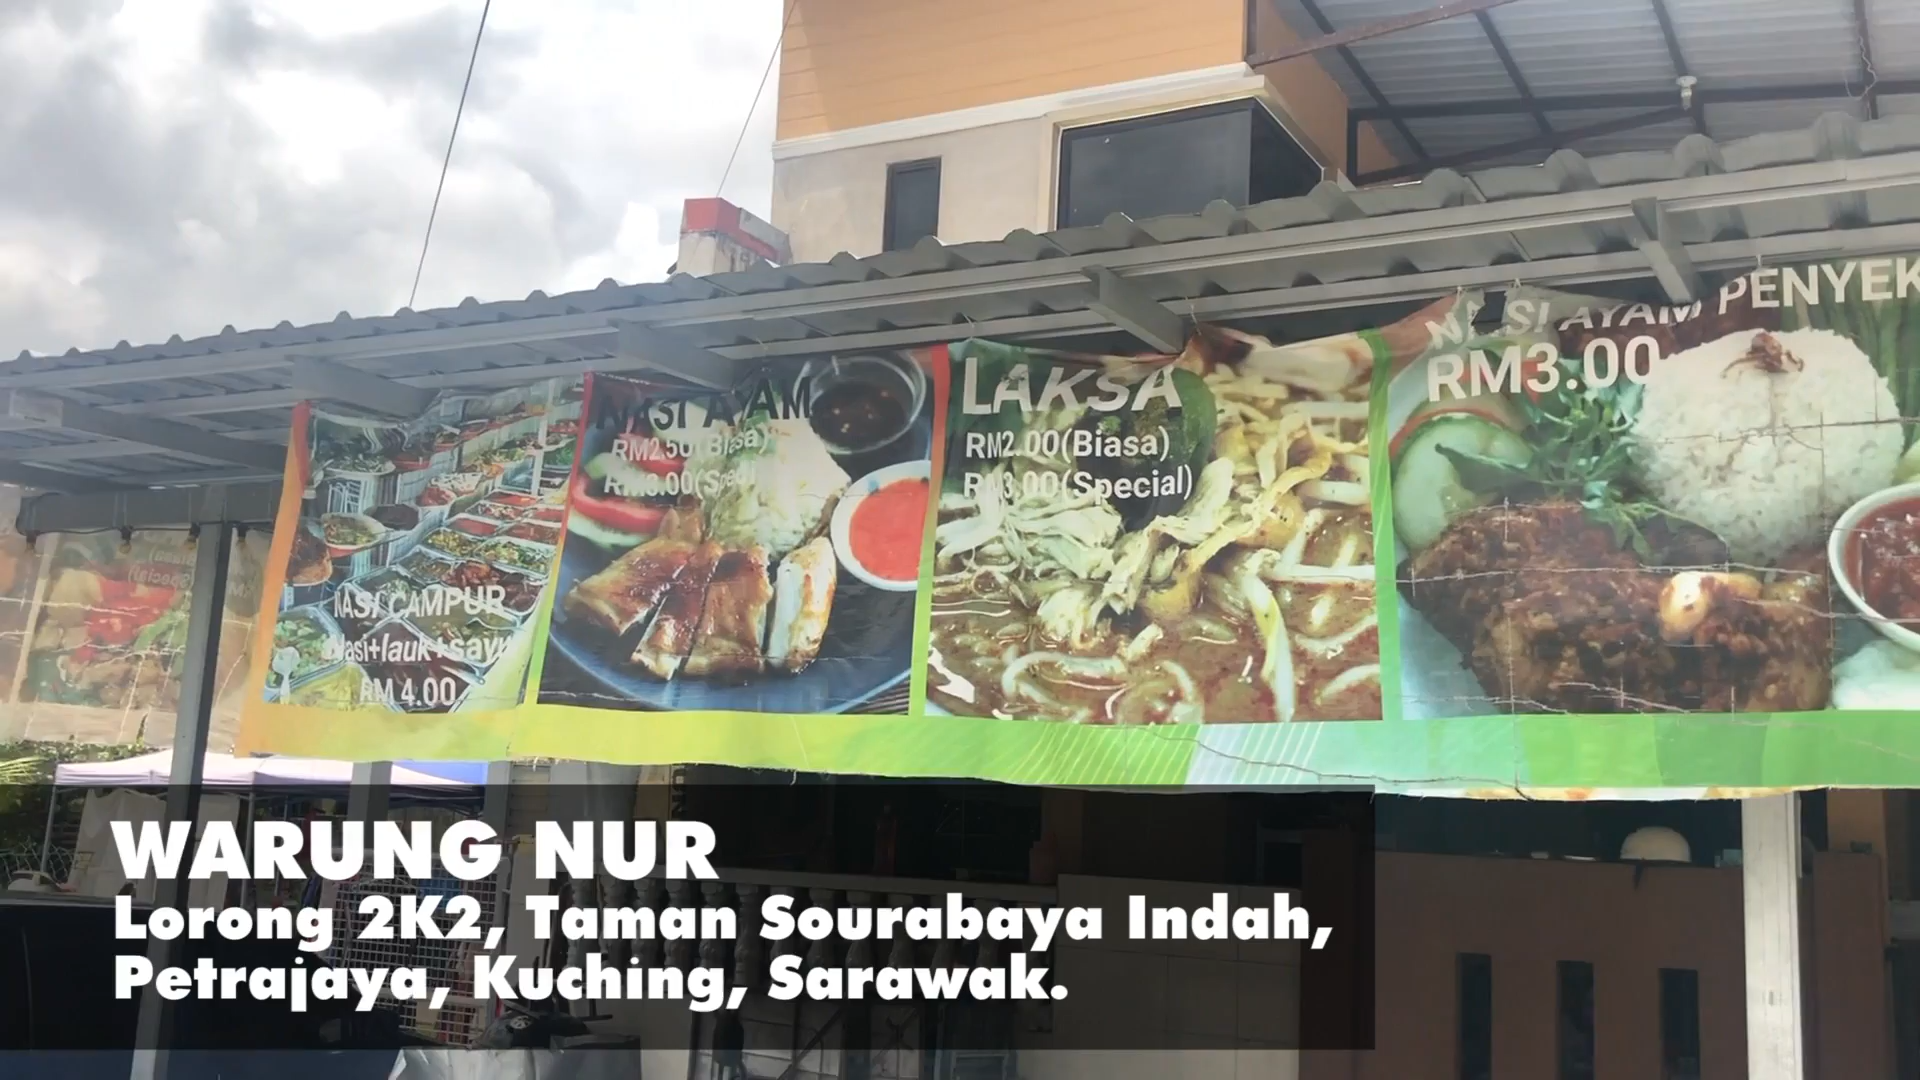 NASI CAMPUR
Nasi+lauk+sayur
RM 4.00
NASI AYAM
RM2.50(Biasa)
RM3.00(Special)
LAKSA
RM2.00(Biasa)
RM3.00(Special)
NASI AYAM PENYEK
RM3.00
WARUNG NUR
Lorong 2K2, Taman Sourabaya Indah,
Petrajaya, Kuching, Sarawak.